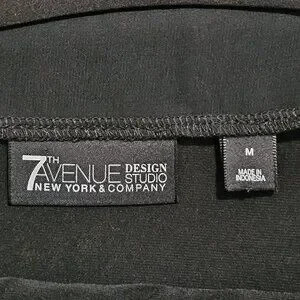 7TH AVENUE DESIGN STUDIO
NEW YORK & COMPANY
M
MADE IN
INDONESIA